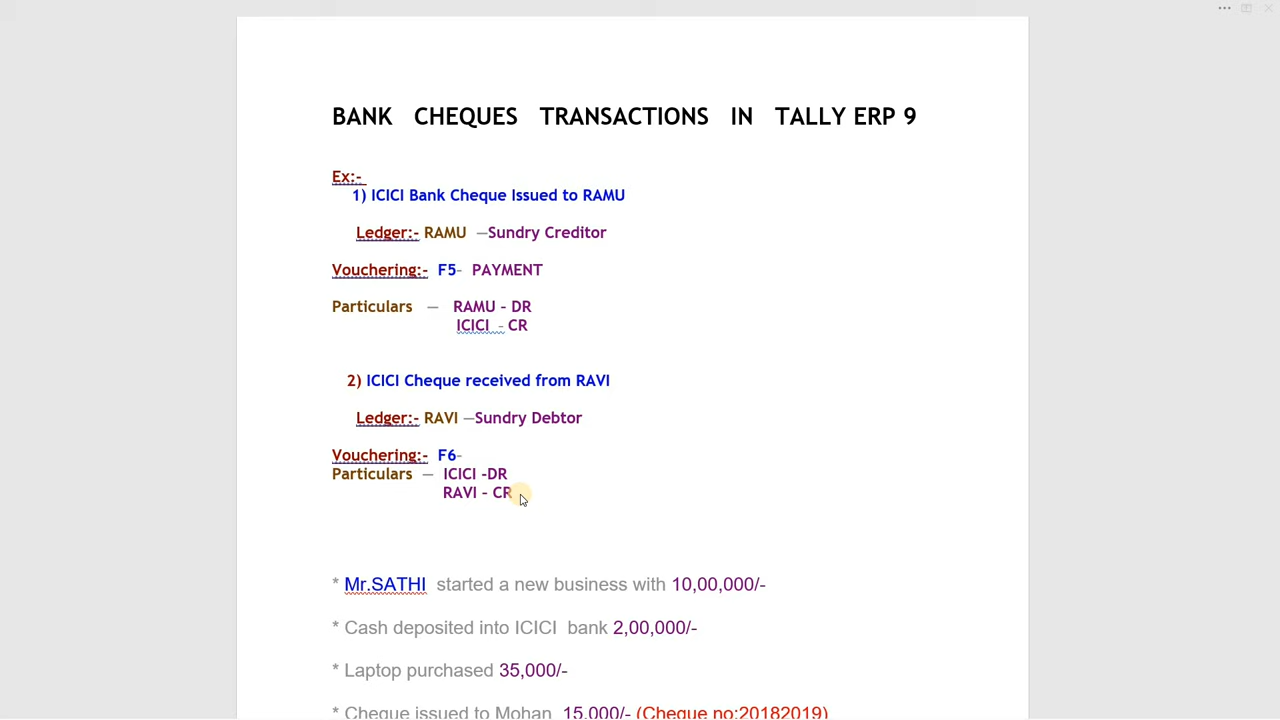 BANK CHEQUES TRANSACTIONS IN TALLY ERP 9
Ex:-
1) ICICI Bank Cheque Issued to RAMU
Ledger:- RAMU —Sundry Creditor
Vouchering:- F5– PAYMENT
Particulars — RAMU – DR
ICICI – CR
2) ICICI Cheque received from RAVI
Ledger:- RAVI —Sundry Debtor
Vouchering:- F6–
Particulars — ICICI -DR
RAVI – CR
* Mr.SATHI started a new business with 10,00,000/-
* Cash deposited into ICICI bank 2,00,000/-
* Laptop purchased 35,000/-
* Cheque issued to Mohan 15,000/- (Cheque no:20182019)